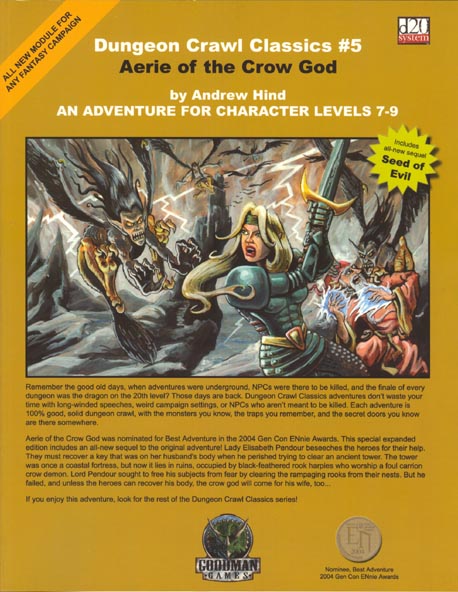 ALL NEW MODULE FOR
ANY FANTASY CAMPAIGN
d20
system
Dungeon Crawl Classics #5
Aerie of the Crow God
by Andrew Hind
AN ADVENTURE FOR CHARACTER LEVELS 7-9
Includes
all-new sequel
Seed of
Evil
Remember the good old days, when adventures were underground, NPCs were there to be killed, and the finale of every
dungeon was the dragon on the 20th level? Those days are back. Dungeon Crawl Classics adventures don't waste your
time with long-winded speeches, weird campaign settings, or NPCs who aren't meant to be killed. Each adventure is
100% good, solid dungeon crawl, with the monsters you know, the traps you remember, and the secret doors you know
are there somewhere.
Aerie of the Crow God was nominated for Best Adventure in the 2004 Gen Con ENnie Awards. This special expanded
edition includes an all-new sequel to the original adventure! Lady Elisabeth Pendour beseeches the heroes for their help.
They must recover a key that was on her husband's body when he perished trying to clear an ancient tower. The tower
was once a coastal fortress, but now it lies in ruins, occupied by black-feathered rook harpies who worship a foul carrion
crow demon. Lord Pendour sought to free his subjects from fear by clearing the rampaging rooks from their nests. But he
failed, and unless the heroes can recover his body, the crow god will come for his wife, too...
If you enjoy this adventure, look for the rest of the Dungeon Crawl Classics series!
GOODMAN
GAMES
EN
2004
Nominee, Best Adventure
2004 Gen Con ENnie Awards